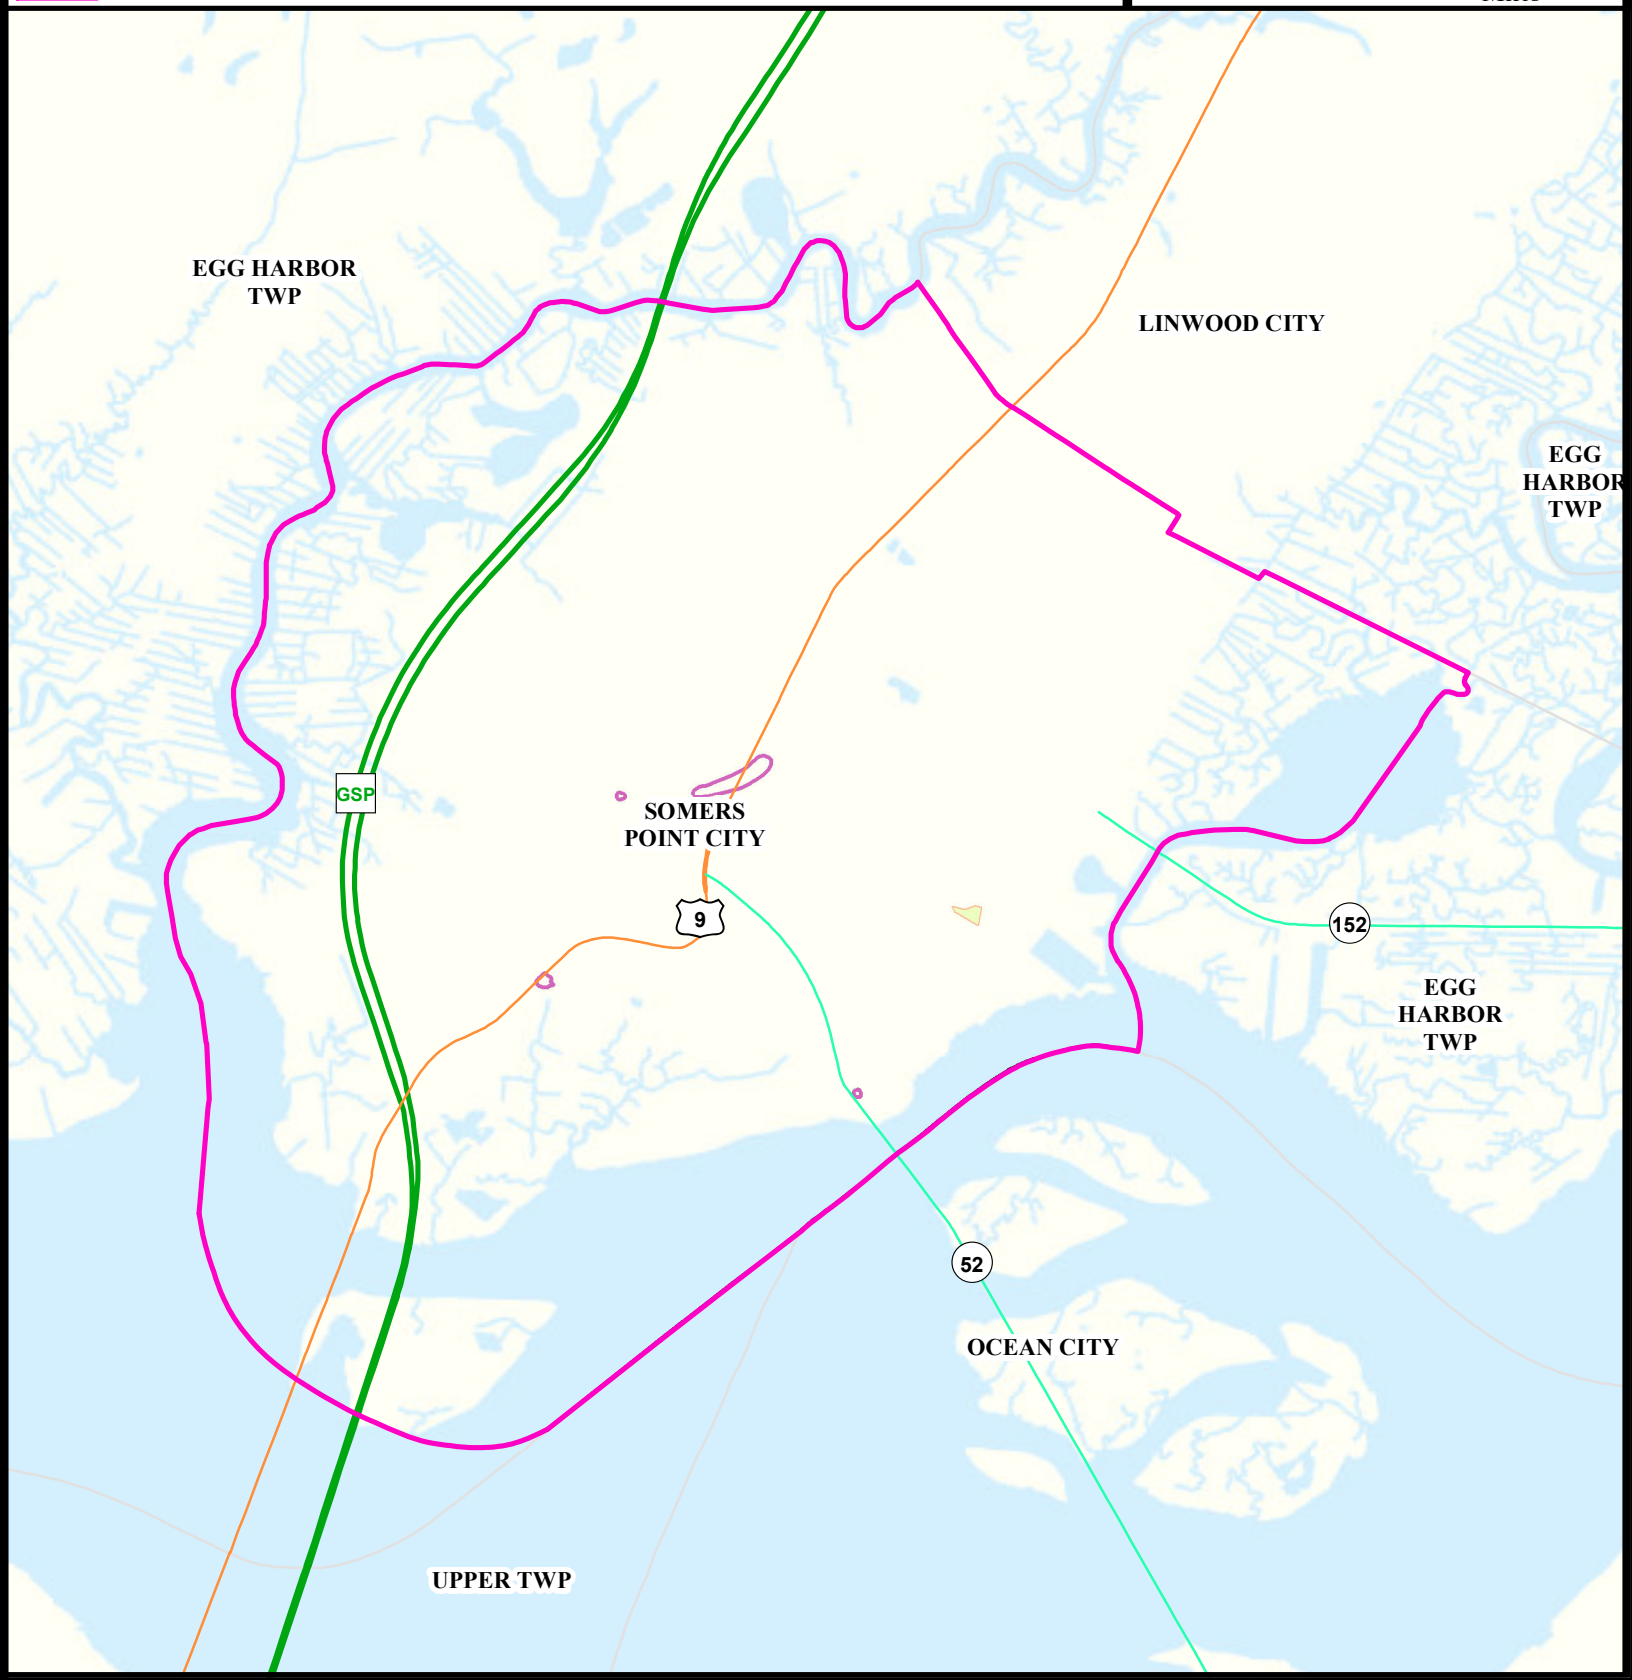 EGG HARBOR
TWP
LINWOOD CITY
EGG
HARBOR
TWP
GSP
SOMERS
POINT CITY
9
152
EGG
HARBOR
TWP
52
OCEAN CITY
UPPER TWP